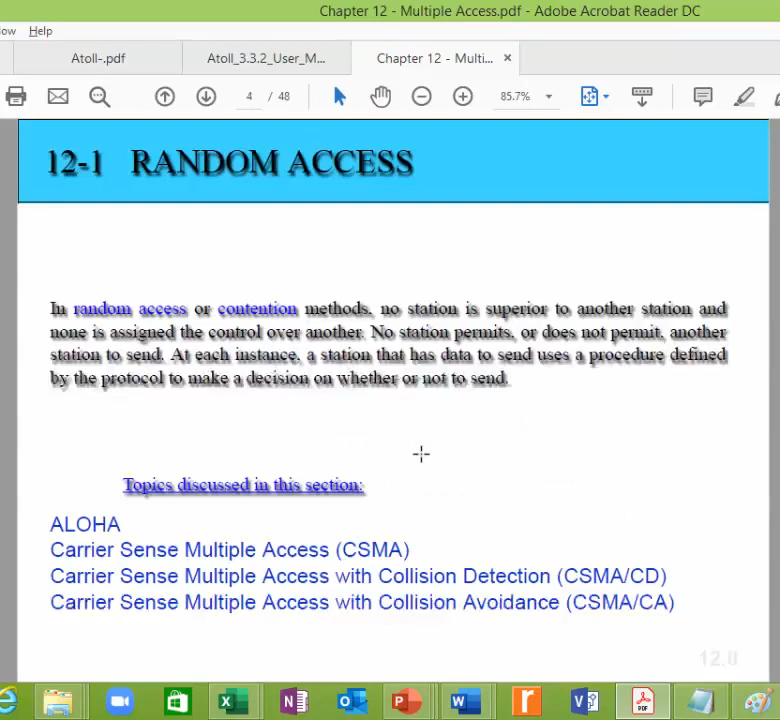 Chapter 12 - Multiple Access.pdf - Adobe Acrobat Reader DC
ow Help
Atoll-.pdf Atoll_3.3.2_User_M... Chapter 12 - Multi... ×
4 / 48 85.7%
12-1 RANDOM ACCESS
In random access or contention methods, no station is superior to another station and
none is assigned the control over another. No station permits, or does not permit, another
station to send. At each instance, a station that has data to send uses a procedure defined
by the protocol to make a decision on whether or not to send.
Topics discussed in this section:
ALOHA
Carrier Sense Multiple Access (CSMA)
Carrier Sense Multiple Access with Collision Detection (CSMA/CD)
Carrier Sense Multiple Access with Collision Avoidance (CSMA/CA)